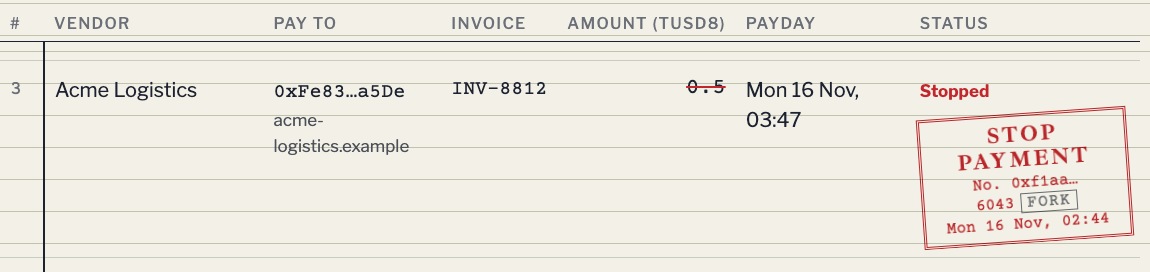 # VENDOR PAY TO INVOICE AMOUNT (TUSD8) PAYDAY STATUS
3 Acme Logistics 0xFe83…a5De INV-8812 0.5 Mon 16 Nov, Stopped
03:47
acme-
logistics.example
STOP
PAYMENT
No. 0xf1aa…
6043 FORK
Mon 16 Nov, 02:44